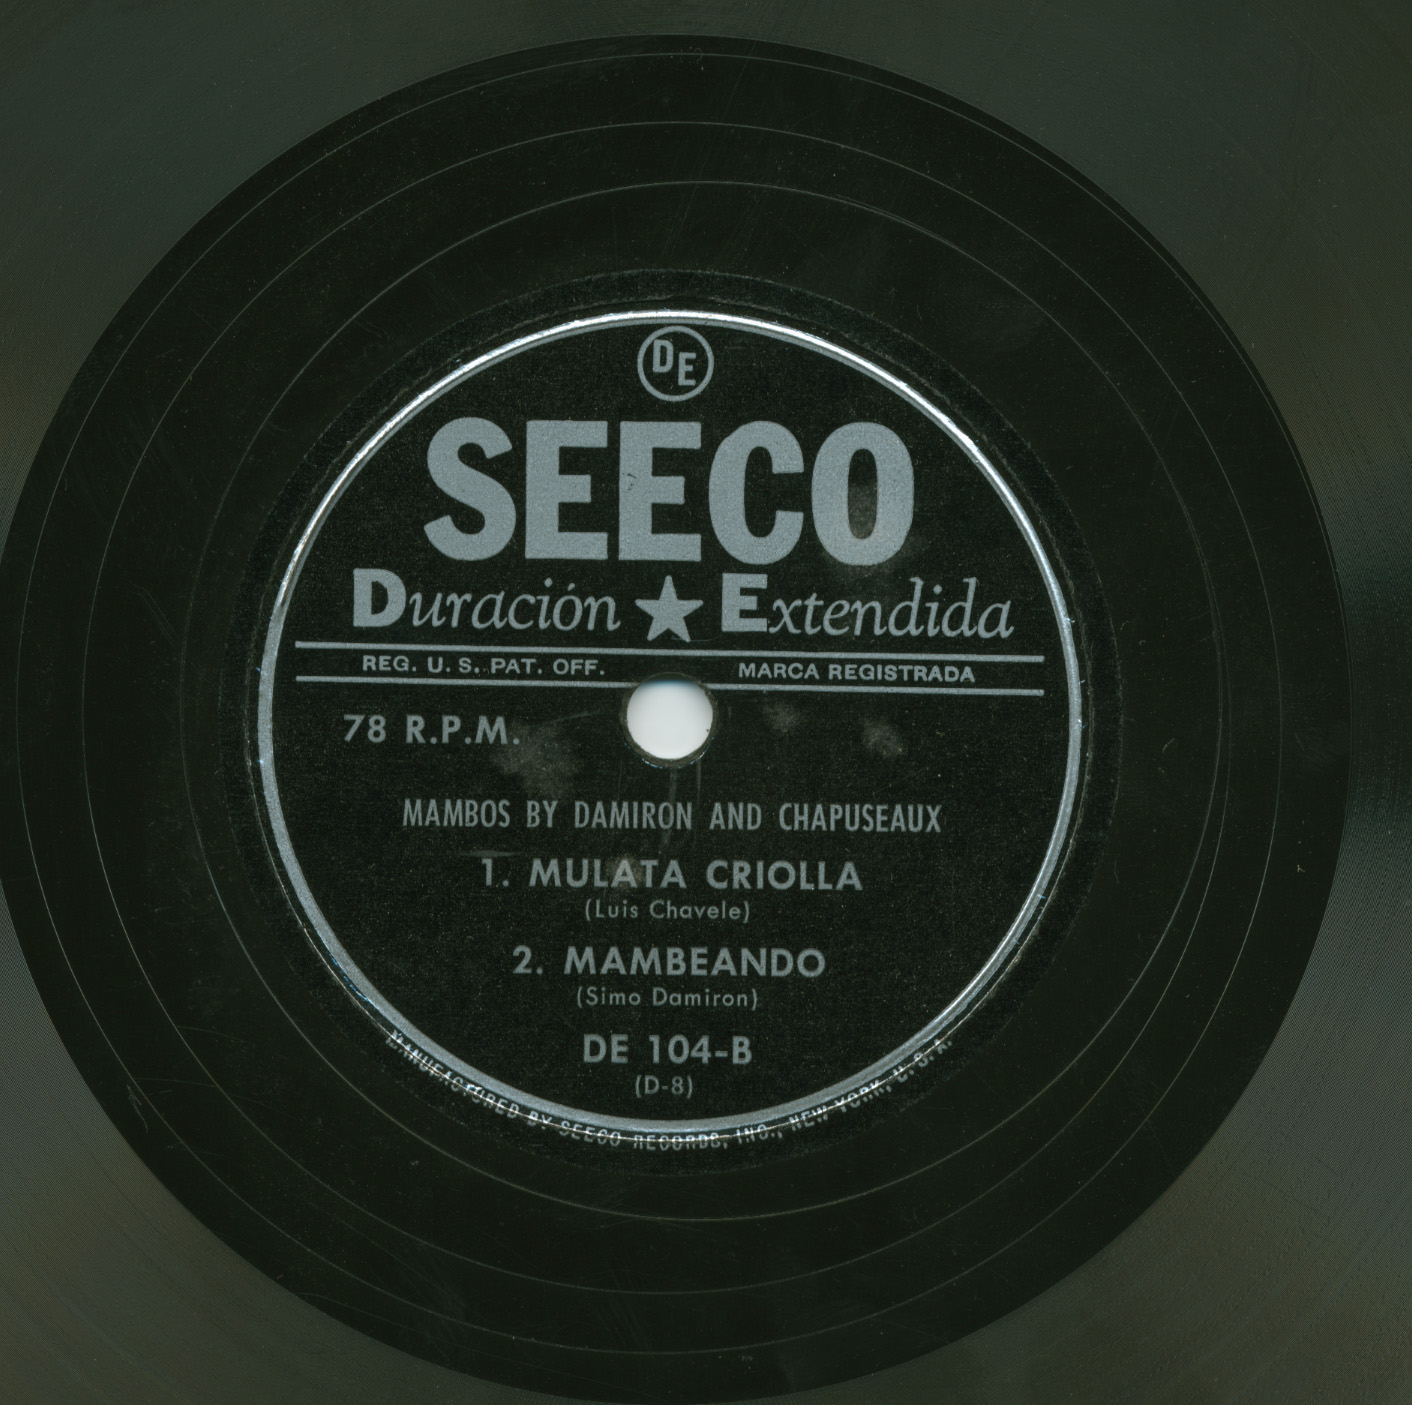 DE
SEECO
Duración ★ Extendida
REG. U. S. PAT. OFF. MARCA REGISTRADA
78 R.P.M.
MAMBOS BY DAMIRON AND CHAPUSEAUX
1. MULATA CRIOLLA
(Luis Chavele)
2. MAMBEANDO
(Simo Damiron)
DE 104-B
(D-8)
MANUFACTURED BY SEECO RECORDS, INC., NEW YORK, U. S. A.